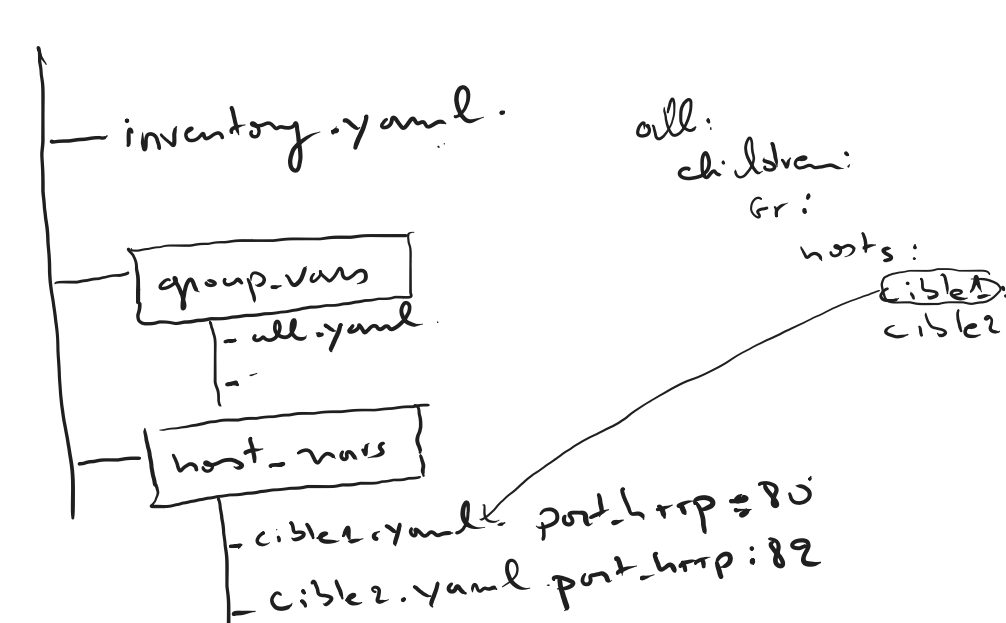 inventory.yaml.
all:
children:
Gr:
hosts:
cible1:
cible2
group_vars
- all.yaml
-
host_vars
- cible1.yaml port_http = 80
- cible2.yaml port_http : 82